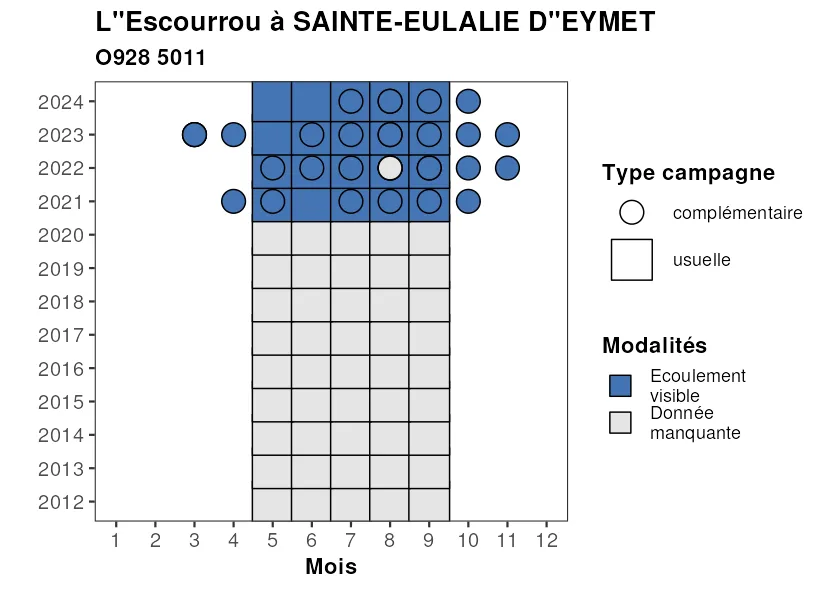 L"Escourrou à SAINTE-EULALIE D"EYMET
O928 5011
2024
2023
2022
2021
2020
2019
2018
2017
2016
2015
2014
2013
2012
1 2 3 4 5 6 7 8 9 10 11 12
Mois
Type campagne
complémentaire
usuelle
Modalités
Ecoulement
visible
Donnée
manquante